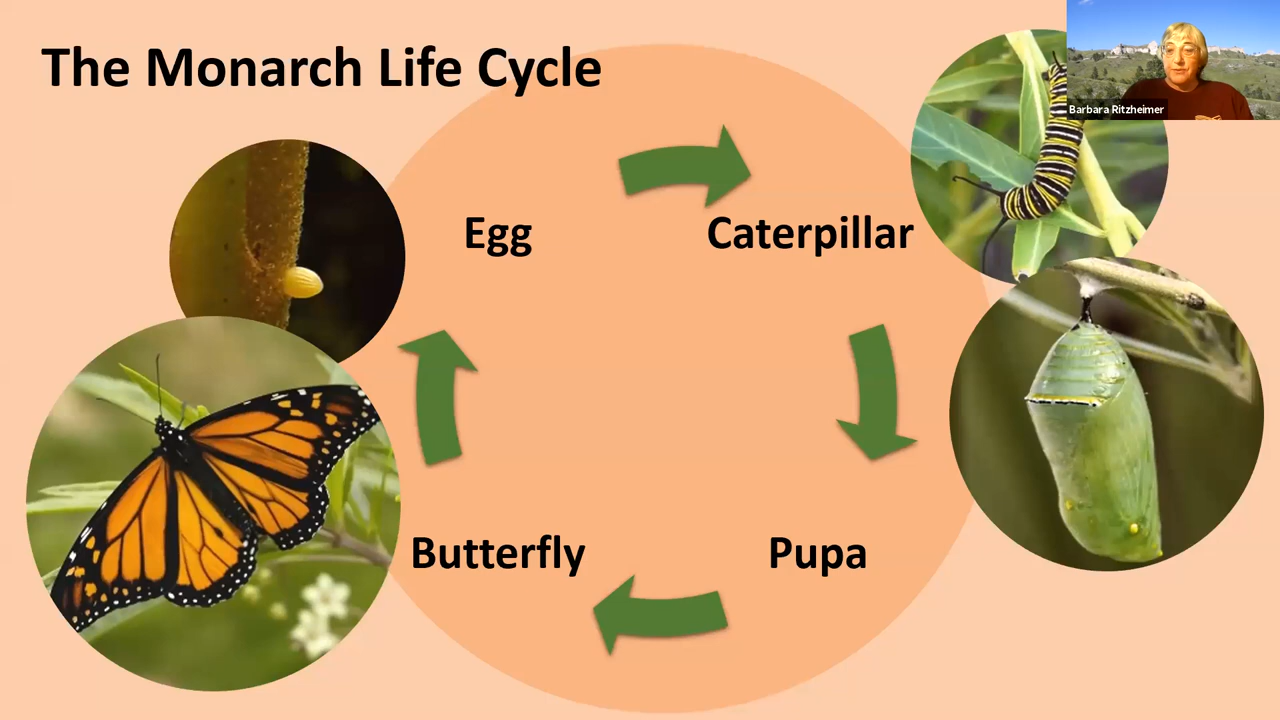 The Monarch Life Cycle
Barbara Ritzheimer
Egg
Caterpillar
Butterfly
Pupa